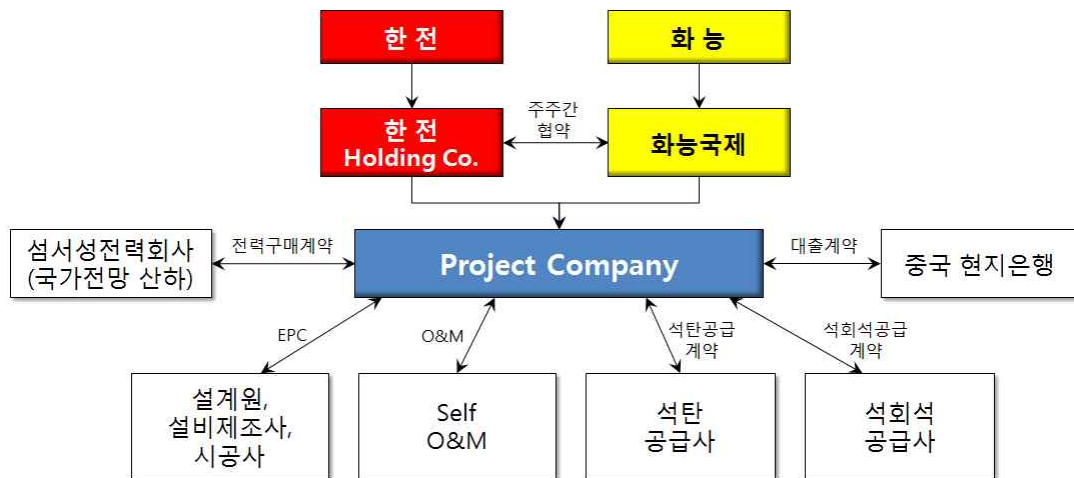 한 전
화 능
한 전
Holding Co.
주주간
협약
화능국제
섬서성전력회사
(국가전망 산하)
전력구매계약
Project Company
대출계약
중국 현지은행
EPC
O&M
석탄공급
계약
석회석공급
계약
설계원,
설비제조사,
시공사
Self
O&M
석탄
공급사
석회석
공급사